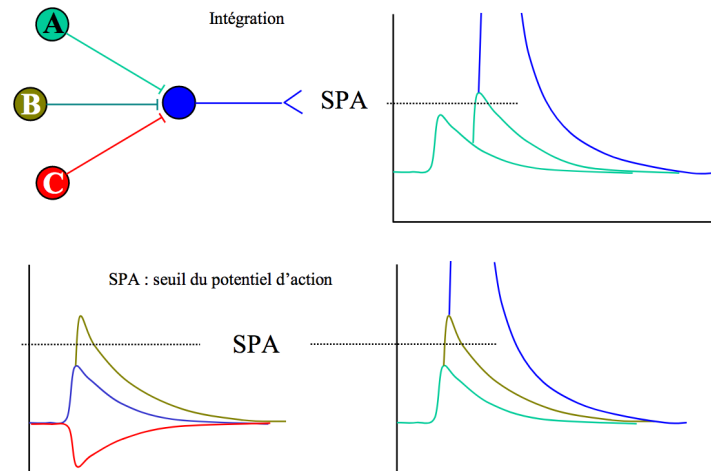 A
Intégration
B
SPA
C
SPA : seuil du potentiel d'action
SPA